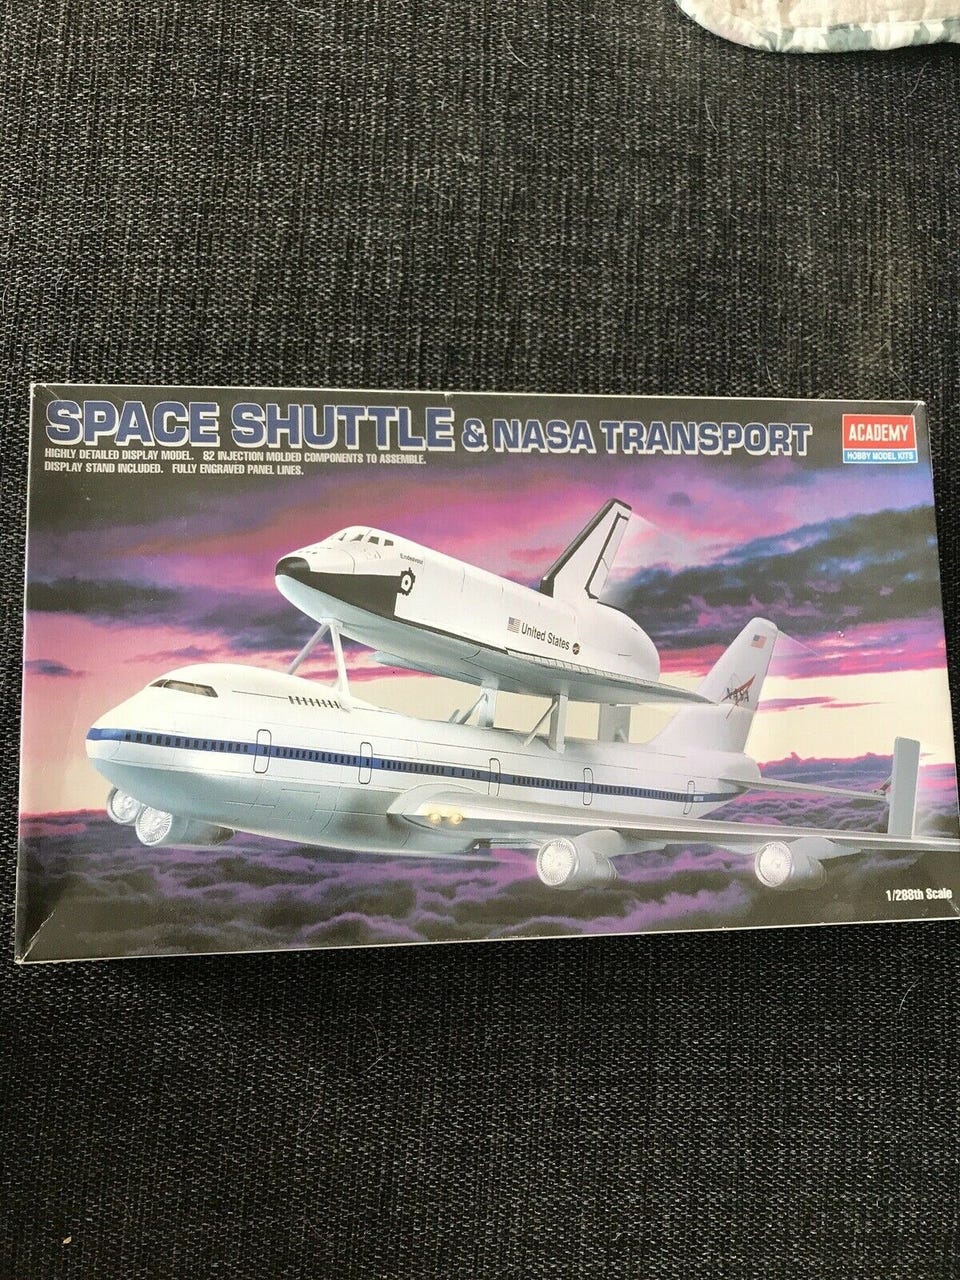 SPACE SHUTTLE & NASA TRANSPORT
HIGHLY DETAILED DISPLAY MODEL. 82 INJECTION MOLDED COMPONENTS TO ASSEMBLE.
DISPLAY STAND INCLUDED. FULLY ENGRAVED PANEL LINES.
ACADEMY
HOBBY MODEL KITS
Endeavour
United States
NASA
1/288th Scale